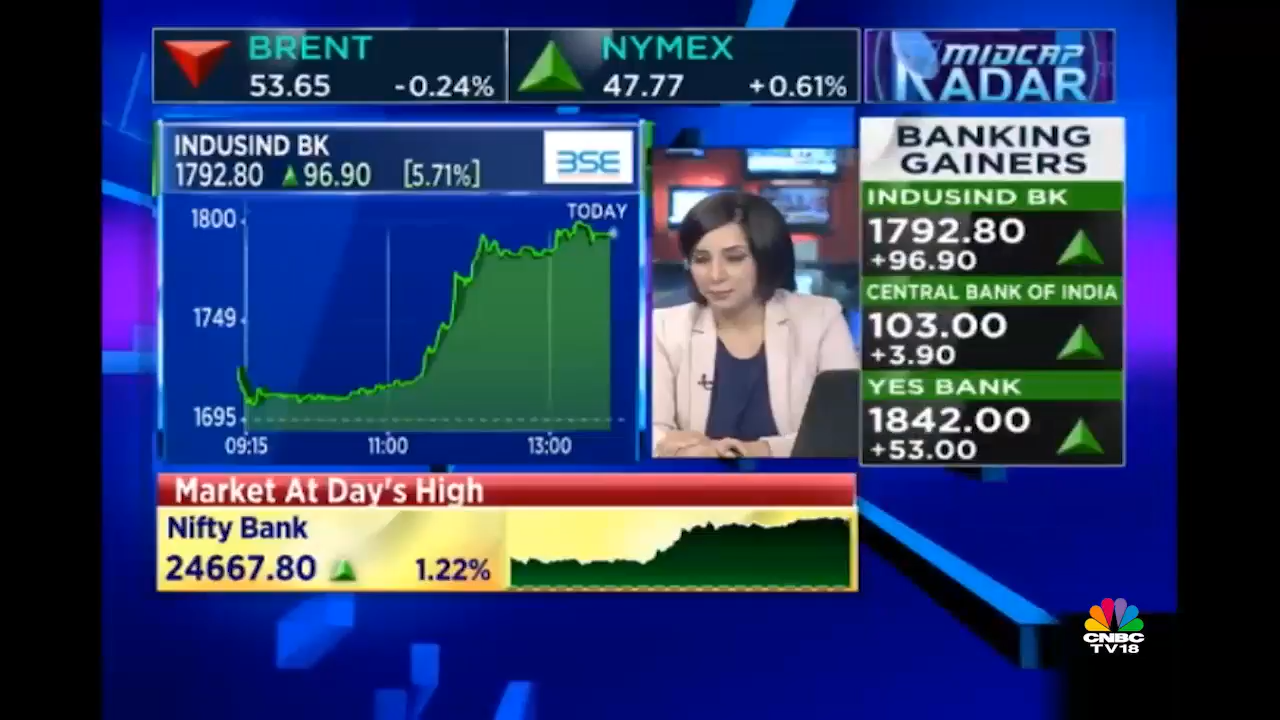 BRENT
53.65 -0.24%
NYMEX
47.77 +0.61%
MIDCAP
RADAR
INDUSIND BK
1792.80 96.90 [5.71%]
BSE
TODAY
1800
1749
1695
09:15 11:00 13:00
BANKING
GAINERS
INDUSIND BK
1792.80
+96.90
CENTRAL BANK OF INDIA
103.00
+3.90
YES BANK
1842.00
+53.00
Market At Day's High
Nifty Bank
24667.80 1.22%
CNBC
TV18